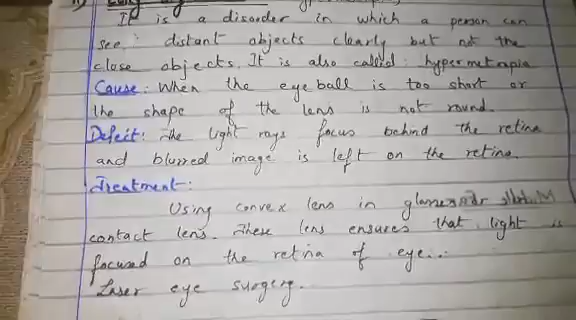 It is a disorder in which a person can
see distant objects clearly but not the
close objects. It is also called: hypermetropia
Cause: When the eyeball is too short or
the shape of the lens is not round.
Defect: The light rays focus behind the retina
and blurred image is left on the retina.
Treatment:
Using convex lens in glasses or
contact lens. These lens ensures that light is
focused on the retina of eye..
Laser eye surgery.